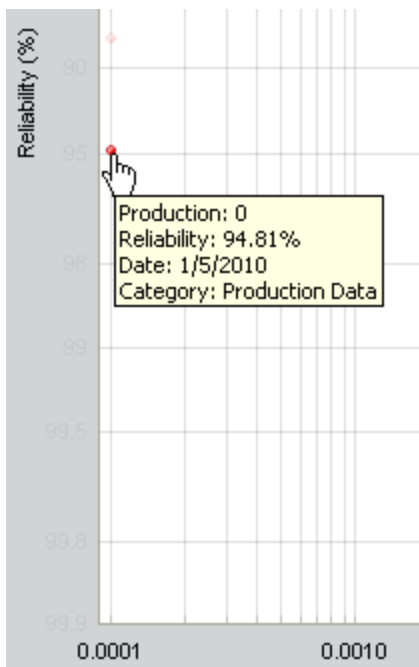 Reliability (%)
90
95
Production: 0
Reliability: 94.81%
Date: 1/5/2010
Category: Production Data
98
99
99.5
99.8
99.9
0.0001 0.0010